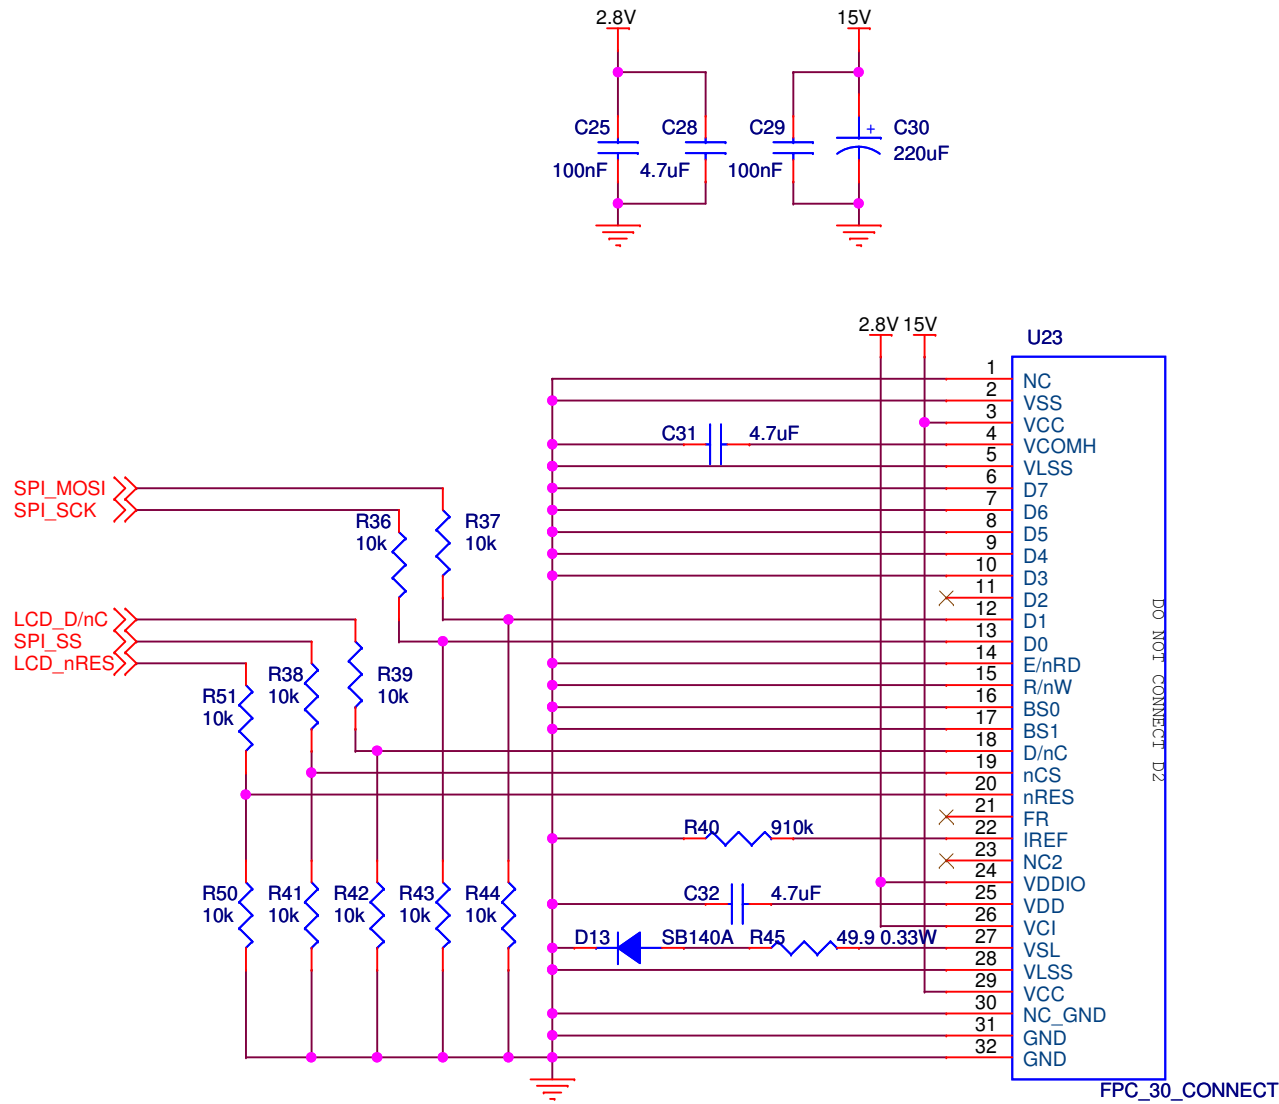 2.8V 15V
C25 C28 C29 C30
100nF 4.7uF 100nF 220uF
+
2.8V 15V
U23
1 NC
2 VSS
3 VCC
C31 4.7uF 4 VCOMH
5 VLSS
SPI_MOSI 6 D7
SPI_SCK 7 D6
R36 R37 8 D5
10k 10k 9 D4
10 D3
11 D2
LCD_D/nC 12 D1
SPI_SS 13 D0
LCD_nRES 14 E/nRD
R38 R39 15 R/nW
10k 10k
R51 16 BS0
10k 17 BS1
18 D/nC
19 nCS
20 nRES
21 FR
R40 910k 22 IREF
23 NC2
24 VDDIO
R50 R41 R42 R43 R44 C32 4.7uF 25 VDD
10k 10k 10k 10k 10k 26 VCI
D13 SB140A R45 49.9 0.33W 27 VSL
28 VLSS
29 VCC
30 NC_GND
31 GND
32 GND
DO NOT CONNECT D2
FPC_30_CONNECT